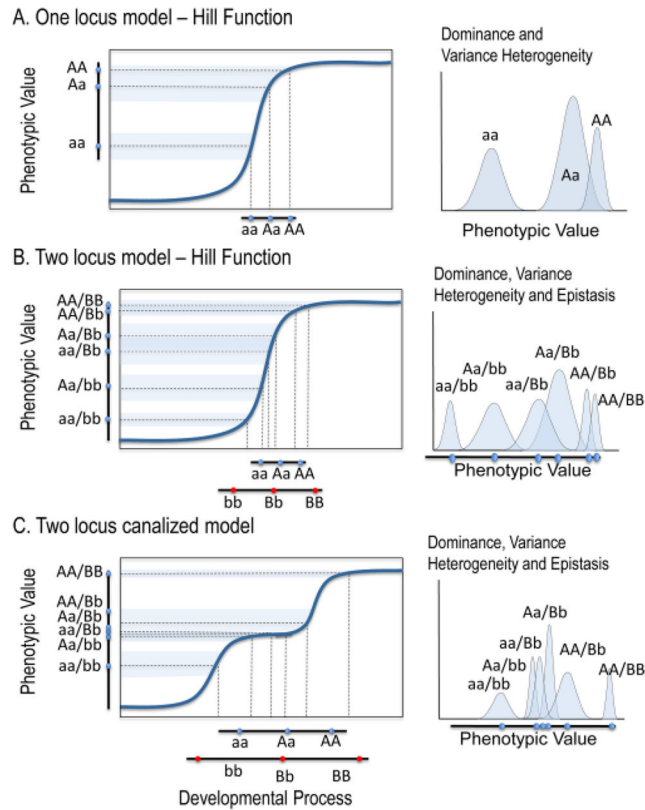 A. One locus model – Hill Function
Phenotypic Value
AA
Aa
aa
aa Aa AA
Dominance and
Variance Heterogeneity
aa
Aa
AA
Phenotypic Value
B. Two locus model – Hill Function
Phenotypic Value
AA/BB
AA/Bb
Aa/Bb
aa/Bb
Aa/bb
aa/bb
aa Aa AA
bb Bb BB
Dominance, Variance
Heterogeneity and Epistasis
aa/bb
Aa/bb
aa/Bb
Aa/Bb
AA/Bb
AA/BB
Phenotypic Value
C. Two locus canalized model
Phenotypic Value
AA/BB
AA/Bb
Aa/Bb
aa/Bb
Aa/bb
aa/bb
aa Aa AA
bb Bb BB
Developmental Process
Dominance, Variance
Heterogeneity and Epistasis
aa/bb
Aa/bb
aa/Bb
Aa/Bb
AA/Bb
AA/BB
Phenotypic Value